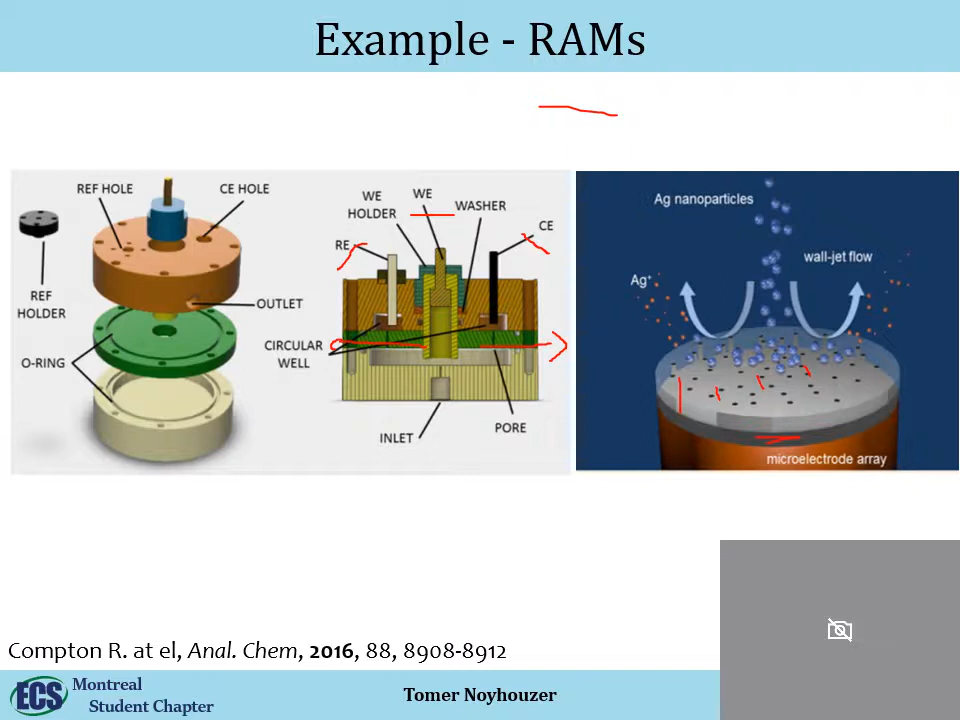 Example - RAMs
REF HOLE
CE HOLE
REF
HOLDER
OUTLET
O-RING
WE
HOLDER
WE
WASHER
RE
CE
CIRCULAR
WELL
INLET
PORE
Ag nanoparticles
wall-jet flow
Ag⁺
microelectrode array
Compton R. at el, Anal. Chem, 2016, 88, 8908-8912
ECS Montreal
Student Chapter
Tomer Noyhouzer